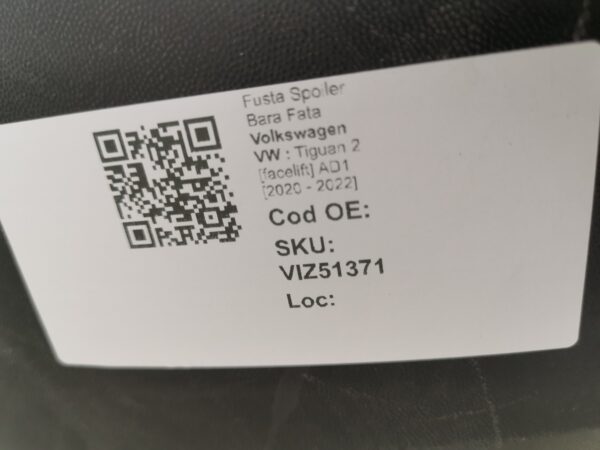 Fusta Spoiler
Bara Fata
Volkswagen
VW : Tiguan 2
[facelift] AD1
[2020 - 2022]
Cod OE:
SKU:
VIZ51371
Loc: